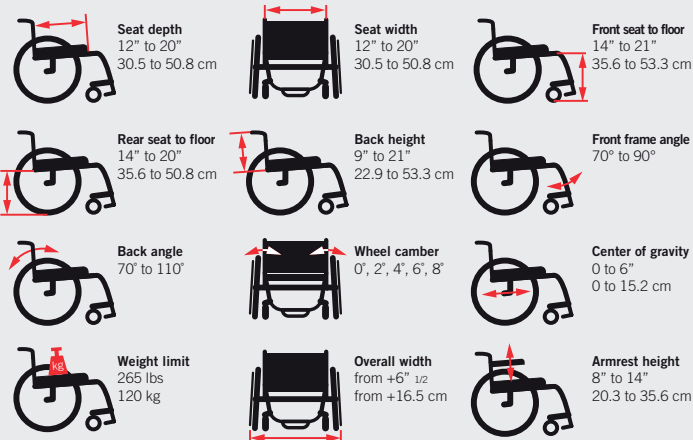 Seat depth
12" to 20"
30.5 to 50.8 cm
Seat width
12" to 20"
30.5 to 50.8 cm
Front seat to floor
14" to 21"
35.6 to 53.3 cm
Rear seat to floor
14" to 20"
35.6 to 50.8 cm
Back height
9" to 21"
22.9 to 53.3 cm
Front frame angle
70° to 90°
Back angle
70° to 110°
Wheel camber
0°, 2°, 4°, 6°, 8°
Center of gravity
0 to 6"
0 to 15.2 cm
kg
Weight limit
265 lbs
120 kg
Overall width
from +6" 1/2
from +16.5 cm
Armrest height
8" to 14"
20.3 to 35.6 cm